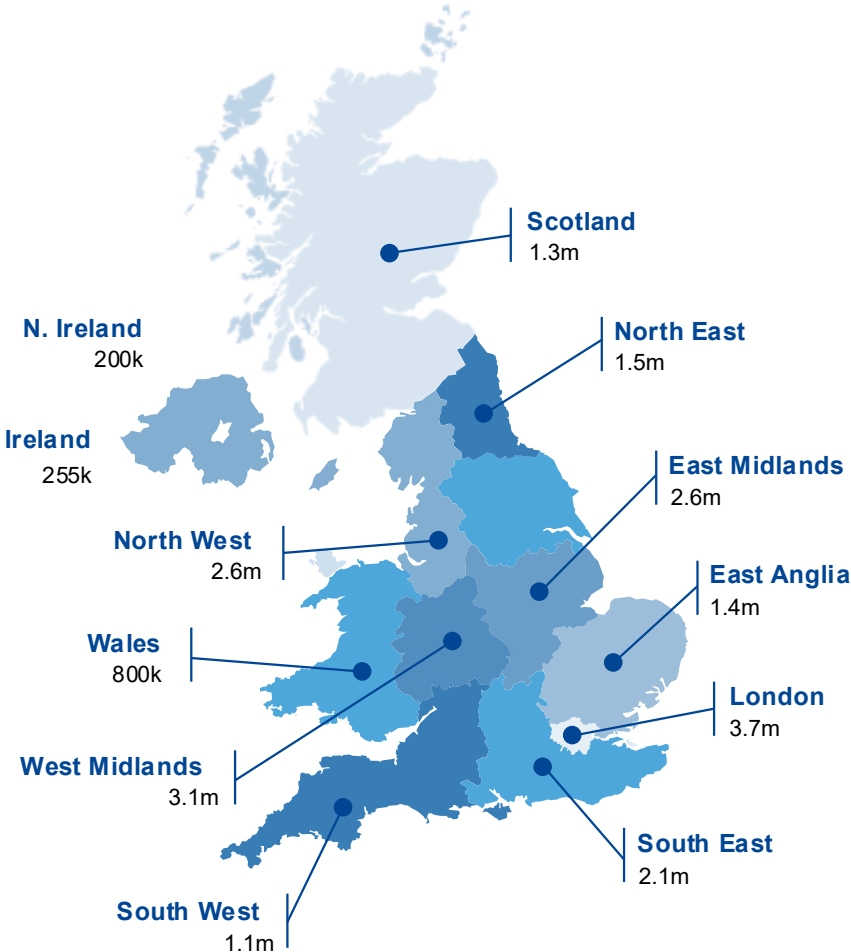 Scotland
1.3m
N. Ireland
200k
North East
1.5m
Ireland
255k
East Midlands
2.6m
North West
2.6m
East Anglia
1.4m
Wales
800k
London
3.7m
West Midlands
3.1m
South East
2.1m
South West
1.1m